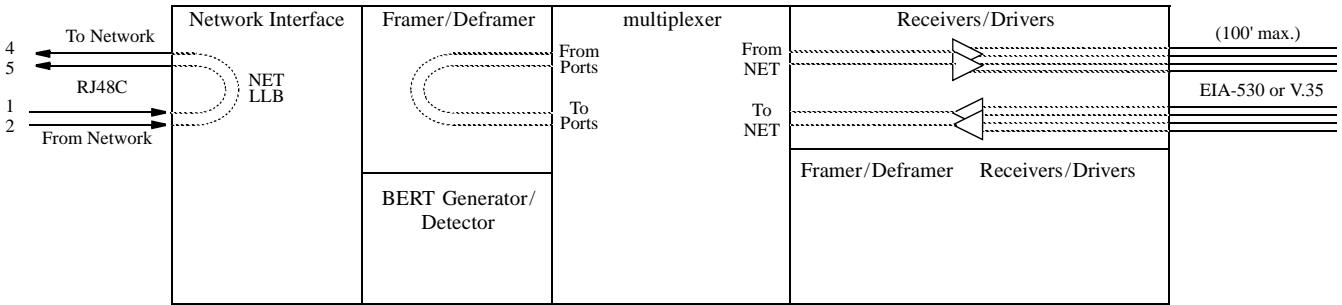 Network Interface
Framer/Deframer
multiplexer
Receivers/Drivers
4
To Network
5
RJ48C
1
2
From Network
NET
LLB
From
Ports
To
Ports
From
NET
To
NET
(100' max.)
EIA-530 or V.35
BERT Generator/
Detector
Framer/Deframer
Receivers/Drivers